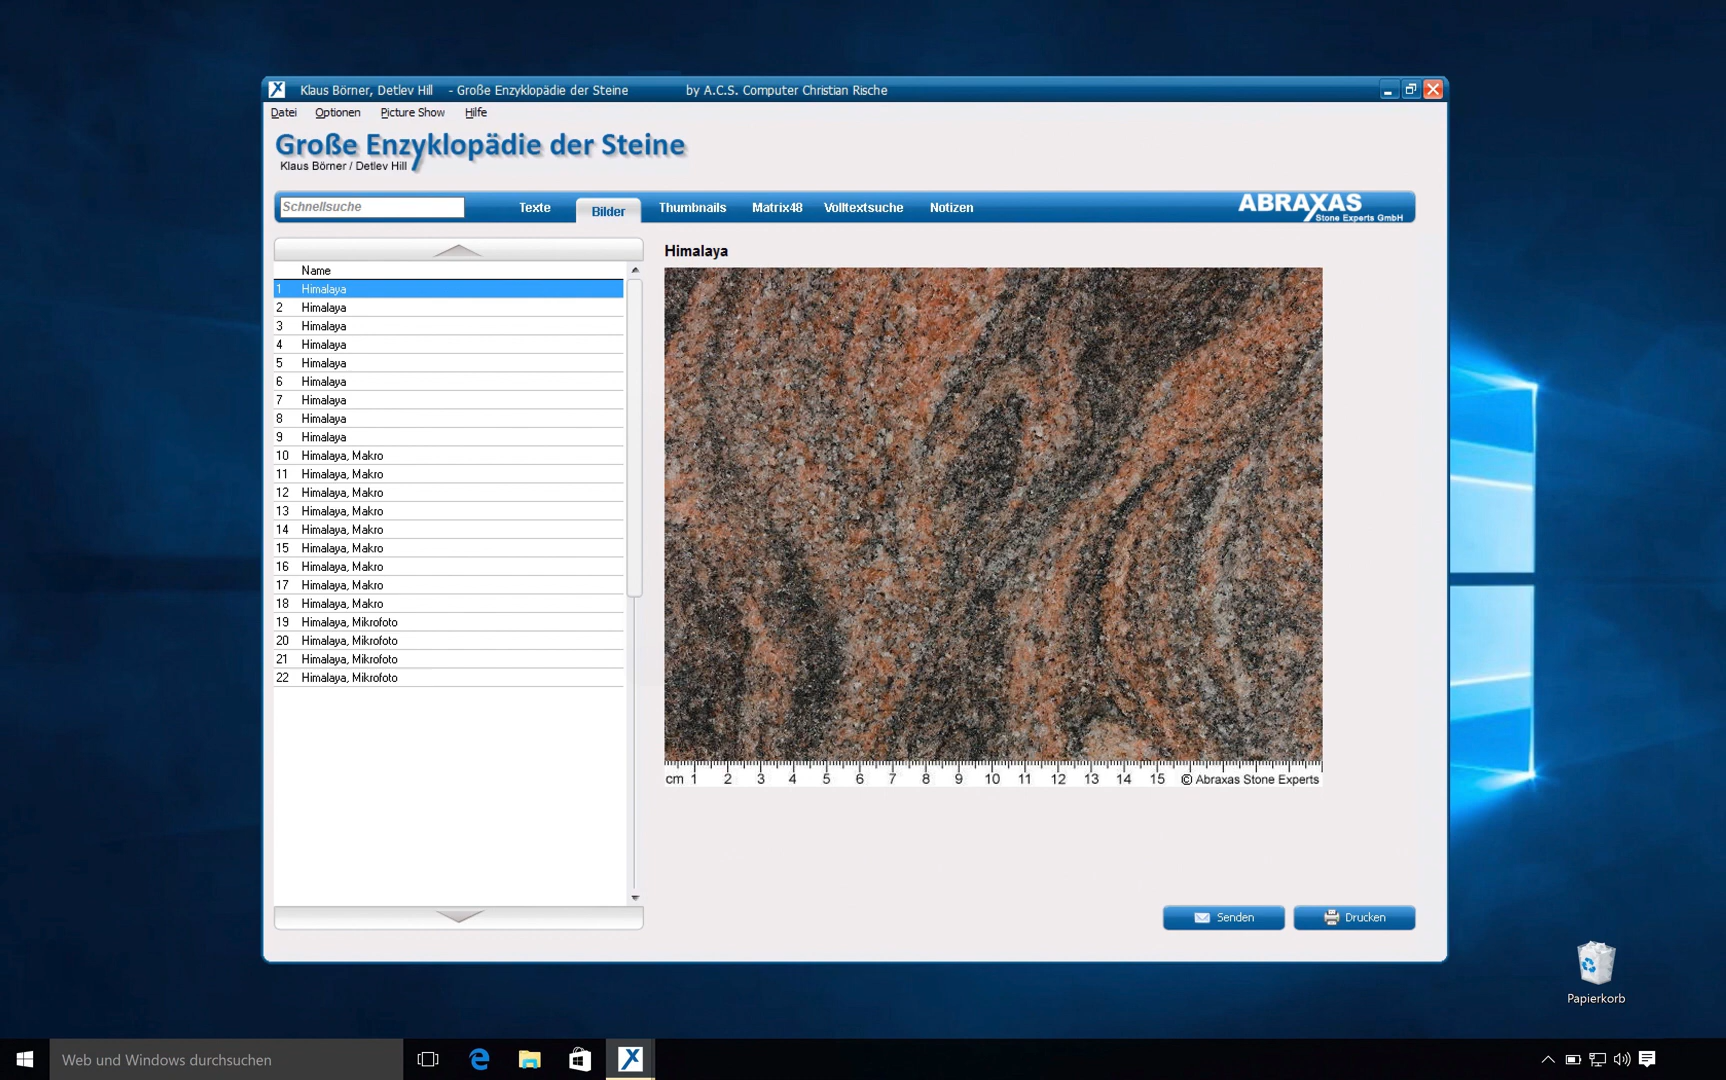 Klaus Börner, Detlev Hill - Große Enzyklopädie der Steine by A.C.S. Computer Christian Rische
Datei Optionen Picture Show Hilfe
Große Enzyklopädie der Steine
Klaus Börner / Detlev Hill
Schnellsuche Texte Bilder Thumbnails Matrix48 Volltextsuche Notizen ABRAXAS
Stone Experts GmbH
Himalaya
Name
1 Himalaya
2 Himalaya
3 Himalaya
4 Himalaya
5 Himalaya
6 Himalaya
7 Himalaya
8 Himalaya
9 Himalaya
10 Himalaya, Makro
11 Himalaya, Makro
12 Himalaya, Makro
13 Himalaya, Makro
14 Himalaya, Makro
15 Himalaya, Makro
16 Himalaya, Makro
17 Himalaya, Makro
18 Himalaya, Makro
19 Himalaya, Mikrofoto
20 Himalaya, Mikrofoto
21 Himalaya, Mikrofoto
22 Himalaya, Mikrofoto
cm 1 2 3 4 5 6 7 8 9 10 11 12 13 14 15 © Abraxas Stone Experts
Senden Drucken
Papierkorb
Web und Windows durchsuchen